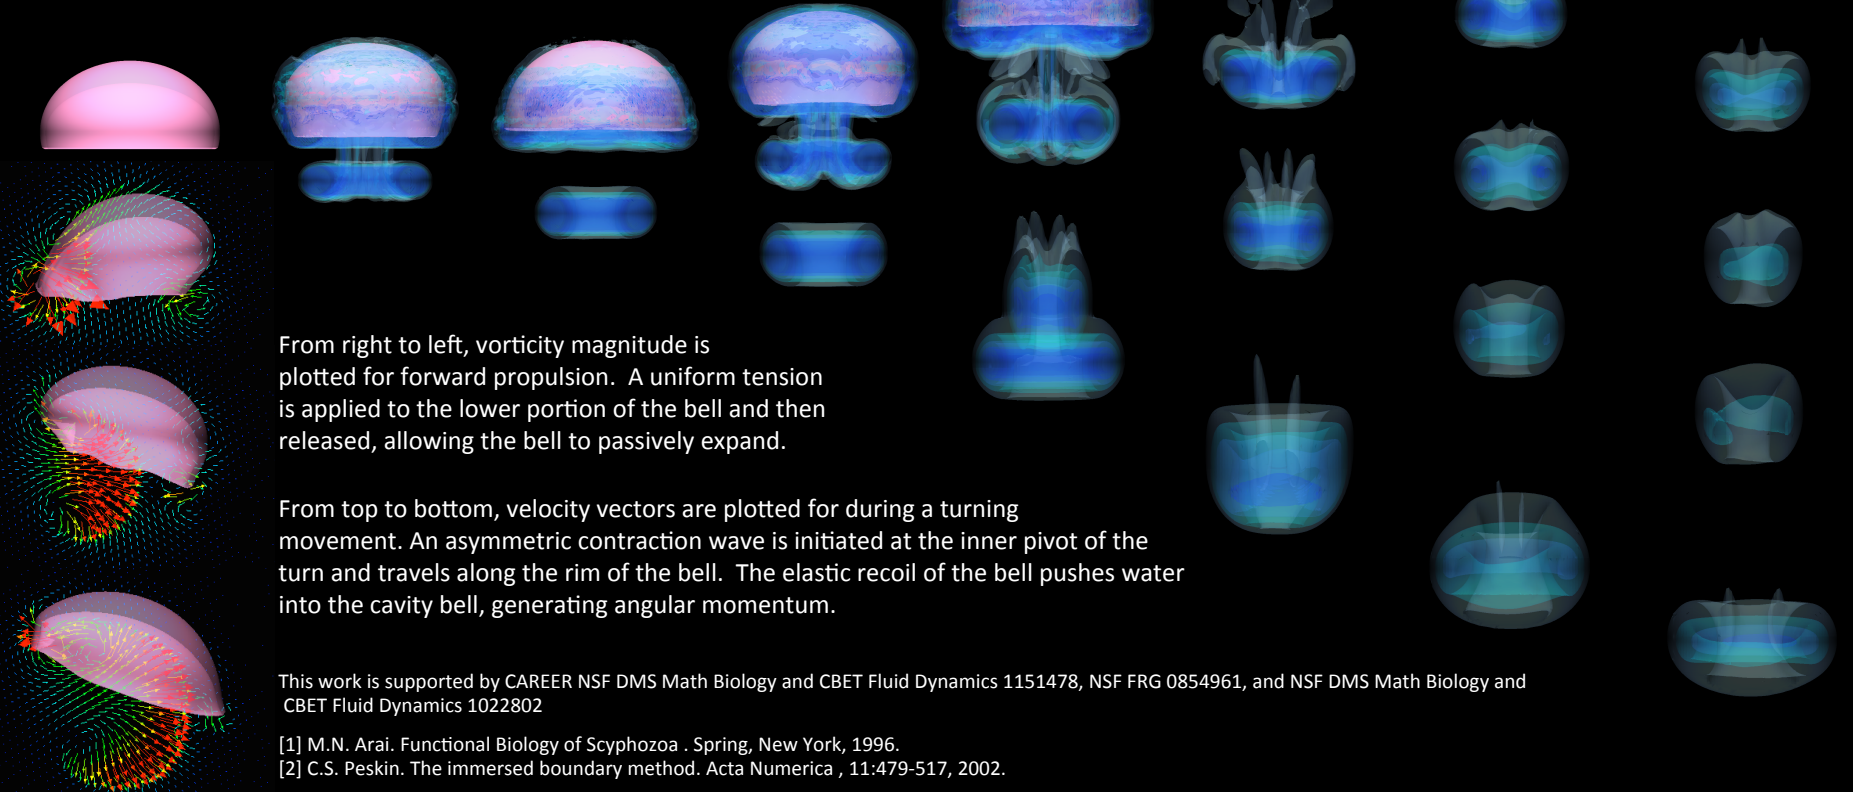 From right to left, vorticity magnitude is
plotted for forward propulsion.  A uniform tension
is applied to the lower portion of the bell and then
released, allowing the bell to passively expand.
From top to bottom, velocity vectors are plotted for during a turning
movement. An asymmetric contraction wave is initiated at the inner pivot of the
turn and travels along the rim of the bell.  The elastic recoil of the bell pushes water
into the cavity bell, generating angular momentum.
This work is supported by CAREER NSF DMS Math Biology and CBET Fluid Dynamics 1151478, NSF FRG 0854961, and NSF DMS Math Biology and
CBET Fluid Dynamics 1022802
[1] M.N. Arai. Functional Biology of Scyphozoa . Spring, New York, 1996.
[2] C.S. Peskin. The immersed boundary method. Acta Numerica , 11:479-517, 2002.